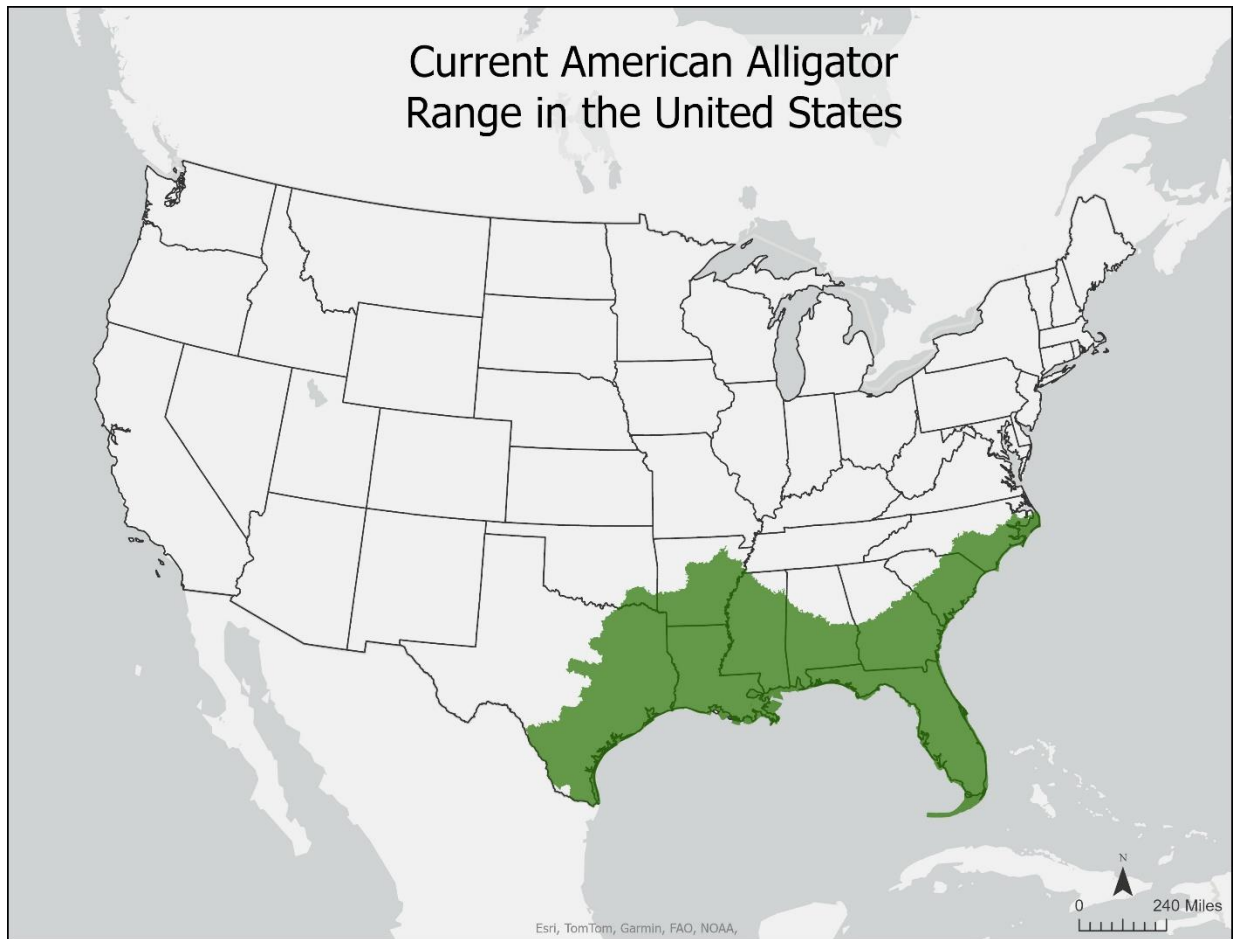 Current American Alligator
Range in the United States
N
0 240 Miles
Esri, TomTom, Garmin, FAO, NOAA,